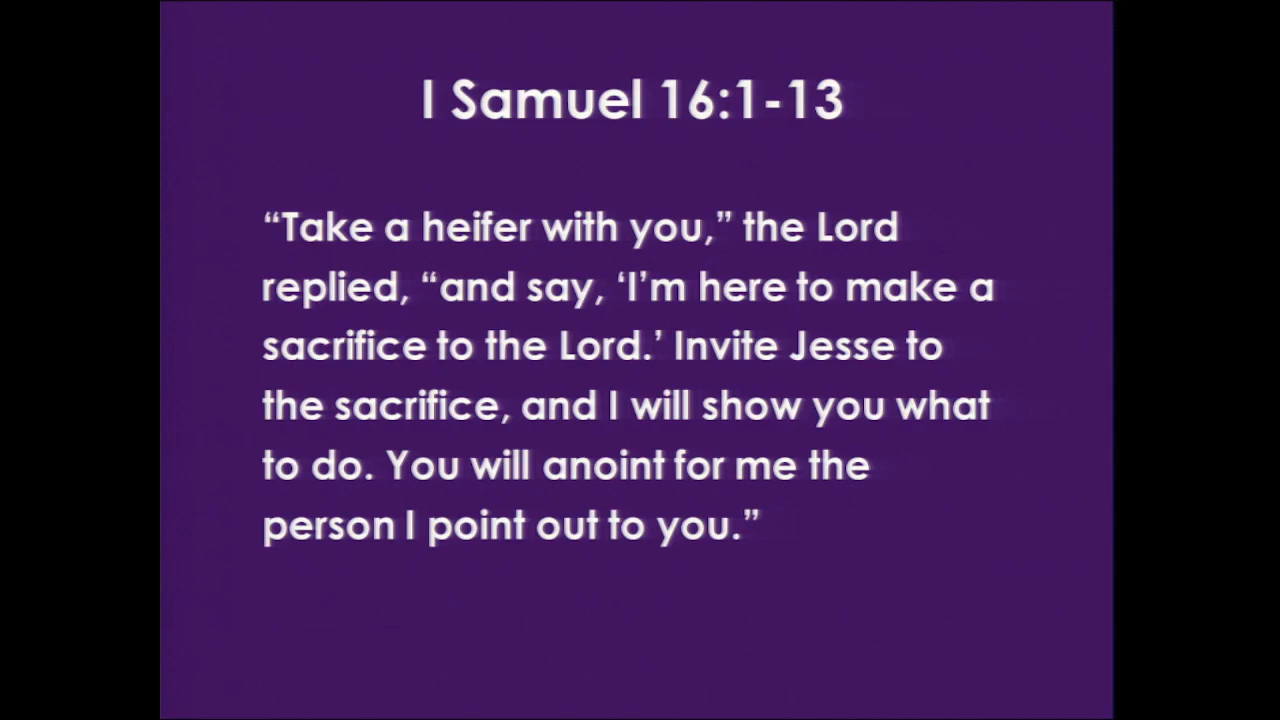 I Samuel 16:1-13
“Take a heifer with you,” the Lord
replied, “and say, ‘I’m here to make a
sacrifice to the Lord.’ Invite Jesse to
the sacrifice, and I will show you what
to do. You will anoint for me the
person I point out to you.”